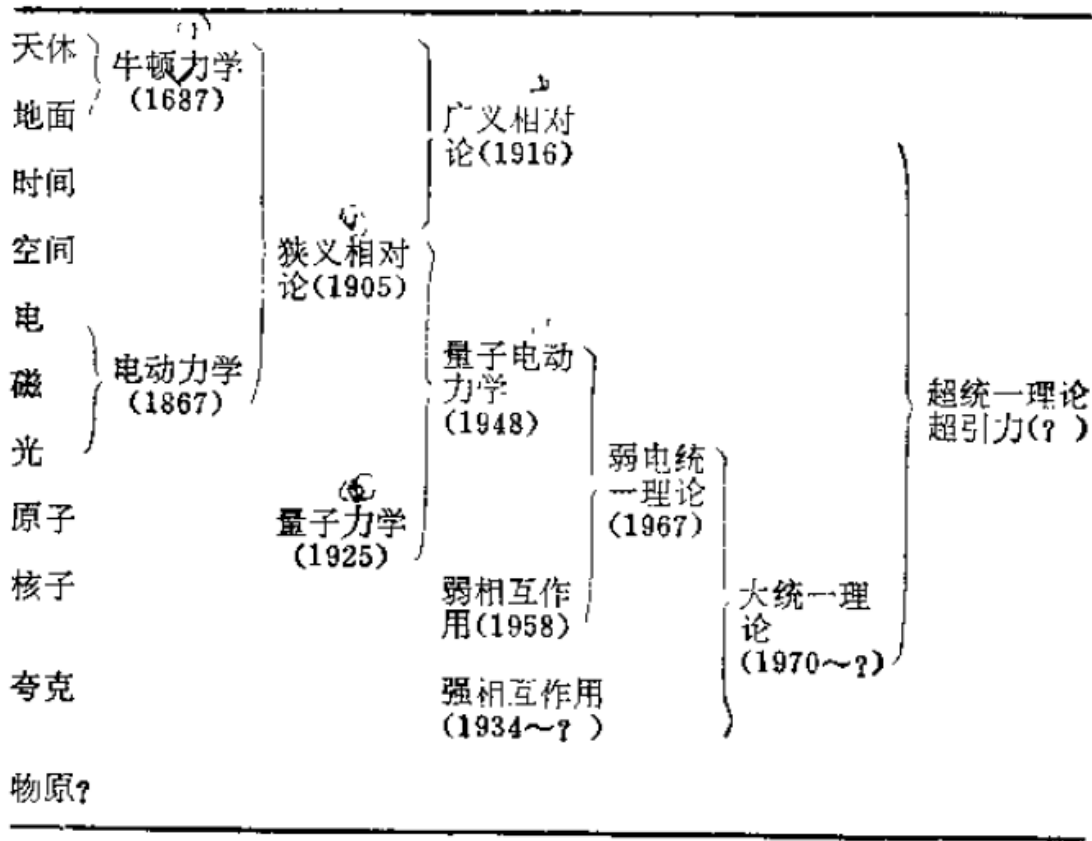 天休
地面
时间
空间
电
磁
光
原子
核子
夸克
物原?
牛顿力学
(1687)
电动力学
(1867)
狭义相对
论(1905)
量子力学
(1925)
广义相对
论(1916)
量子电动
力学
(1948)
弱相互作
用(1958)
强相互作用
(1934~? )
弱电统
一理论
(1967)
大统一理
论
(1970~?)
超统一理论
超引力(? )